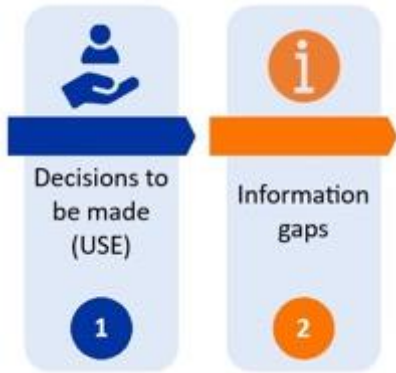 i
Decisions to
be made
(USE)
1
Information
gaps
2